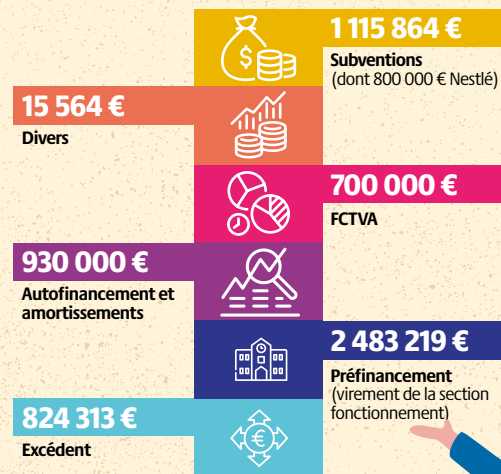 1 115 864 €
Subventions
(dont 800 000 € Nestlé)
15 564 €
Divers
700 000 €
FCTVA
930 000 €
Autofinancement et
amortissements
2 483 219 €
Préfinancement
(virement de la section
fonctionnement)
824 313 €
Excédent